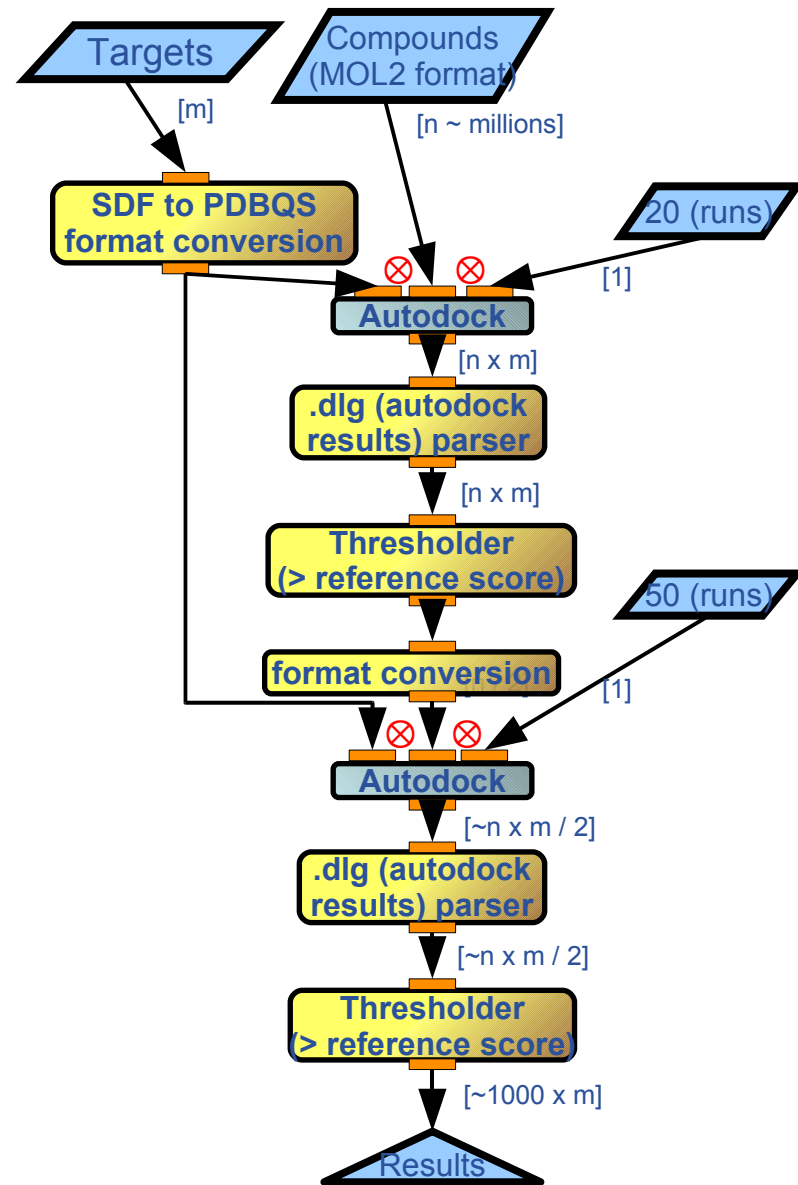 Targets
Compounds
(MOL2 format)
[m]
[n ~ millions]
SDF to PDBQS
format conversion
20 (runs)
[1]
Autodock
[n x m]
.dlg (autodock
results) parser
[n x m]
Thresholder
(> reference score)
50 (runs)
format conversion
[1]
Autodock
[~n x m / 2]
.dlg (autodock
results) parser
[~n x m / 2]
Thresholder
(> reference score)
[~1000 x m]
Results